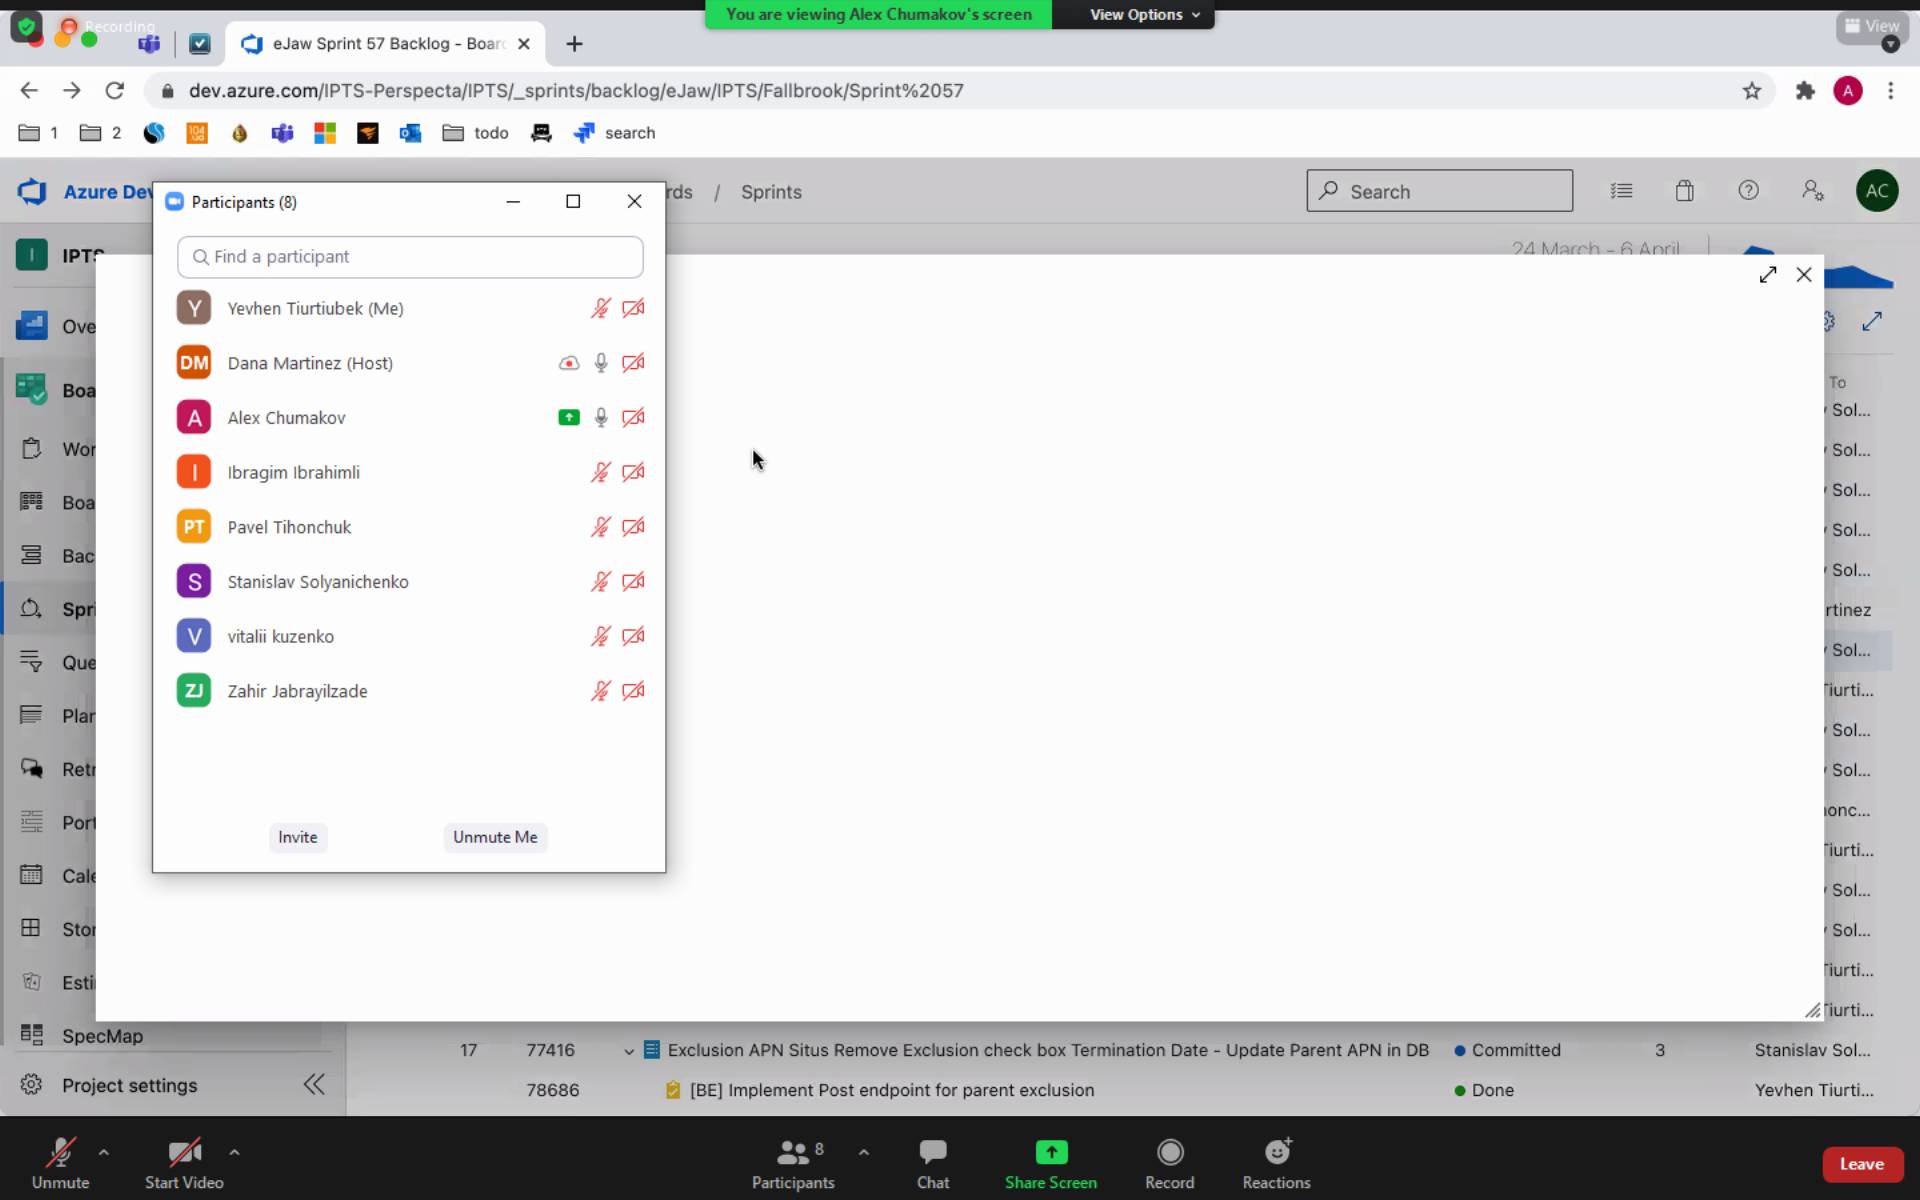 Recording
You are viewing Alex Chumakov's screen
View Options
View
eJaw Sprint 57 Backlog - Boar
dev.azure.com/IPTS-Perspecta/IPTS/_sprints/backlog/eJaw/IPTS/Fallbrook/Sprint%2057
A
1
2
104
todo
search
Azure Dev
rds / Sprints
Search
AC
I
IPTS
24 March - 6 April
Participants (8)
Find a participant
Y Yevhen Tiurtiubek (Me)
DM Dana Martinez (Host)
A Alex Chumakov
I Ibragim Ibrahimli
PT Pavel Tihonchuk
S Stanislav Solyanichenko
V vitalii kuzenko
ZJ Zahir Jabrayilzade
Invite
Unmute Me
Ove
Boa
Wor
Boa
Bac
Spri
Que
Plan
Retr
Port
Cale
Stor
Esti
SpecMap
Project settings
To
Sol...
Sol...
Sol...
Sol...
Sol...
rtinez
Sol...
Tiurti...
Sol...
Sol...
onc...
Tiurti...
Sol...
Sol...
Tiurti...
Tiurti...
17 77416 Exclusion APN Situs Remove Exclusion check box Termination Date - Update Parent APN in DB Committed 3 Stanislav Sol...
78686 [BE] Implement Post endpoint for parent exclusion Done Yevhen Tiurti...
Unmute
Start Video
8
Participants
Chat
Share Screen
Record
Reactions
Leave